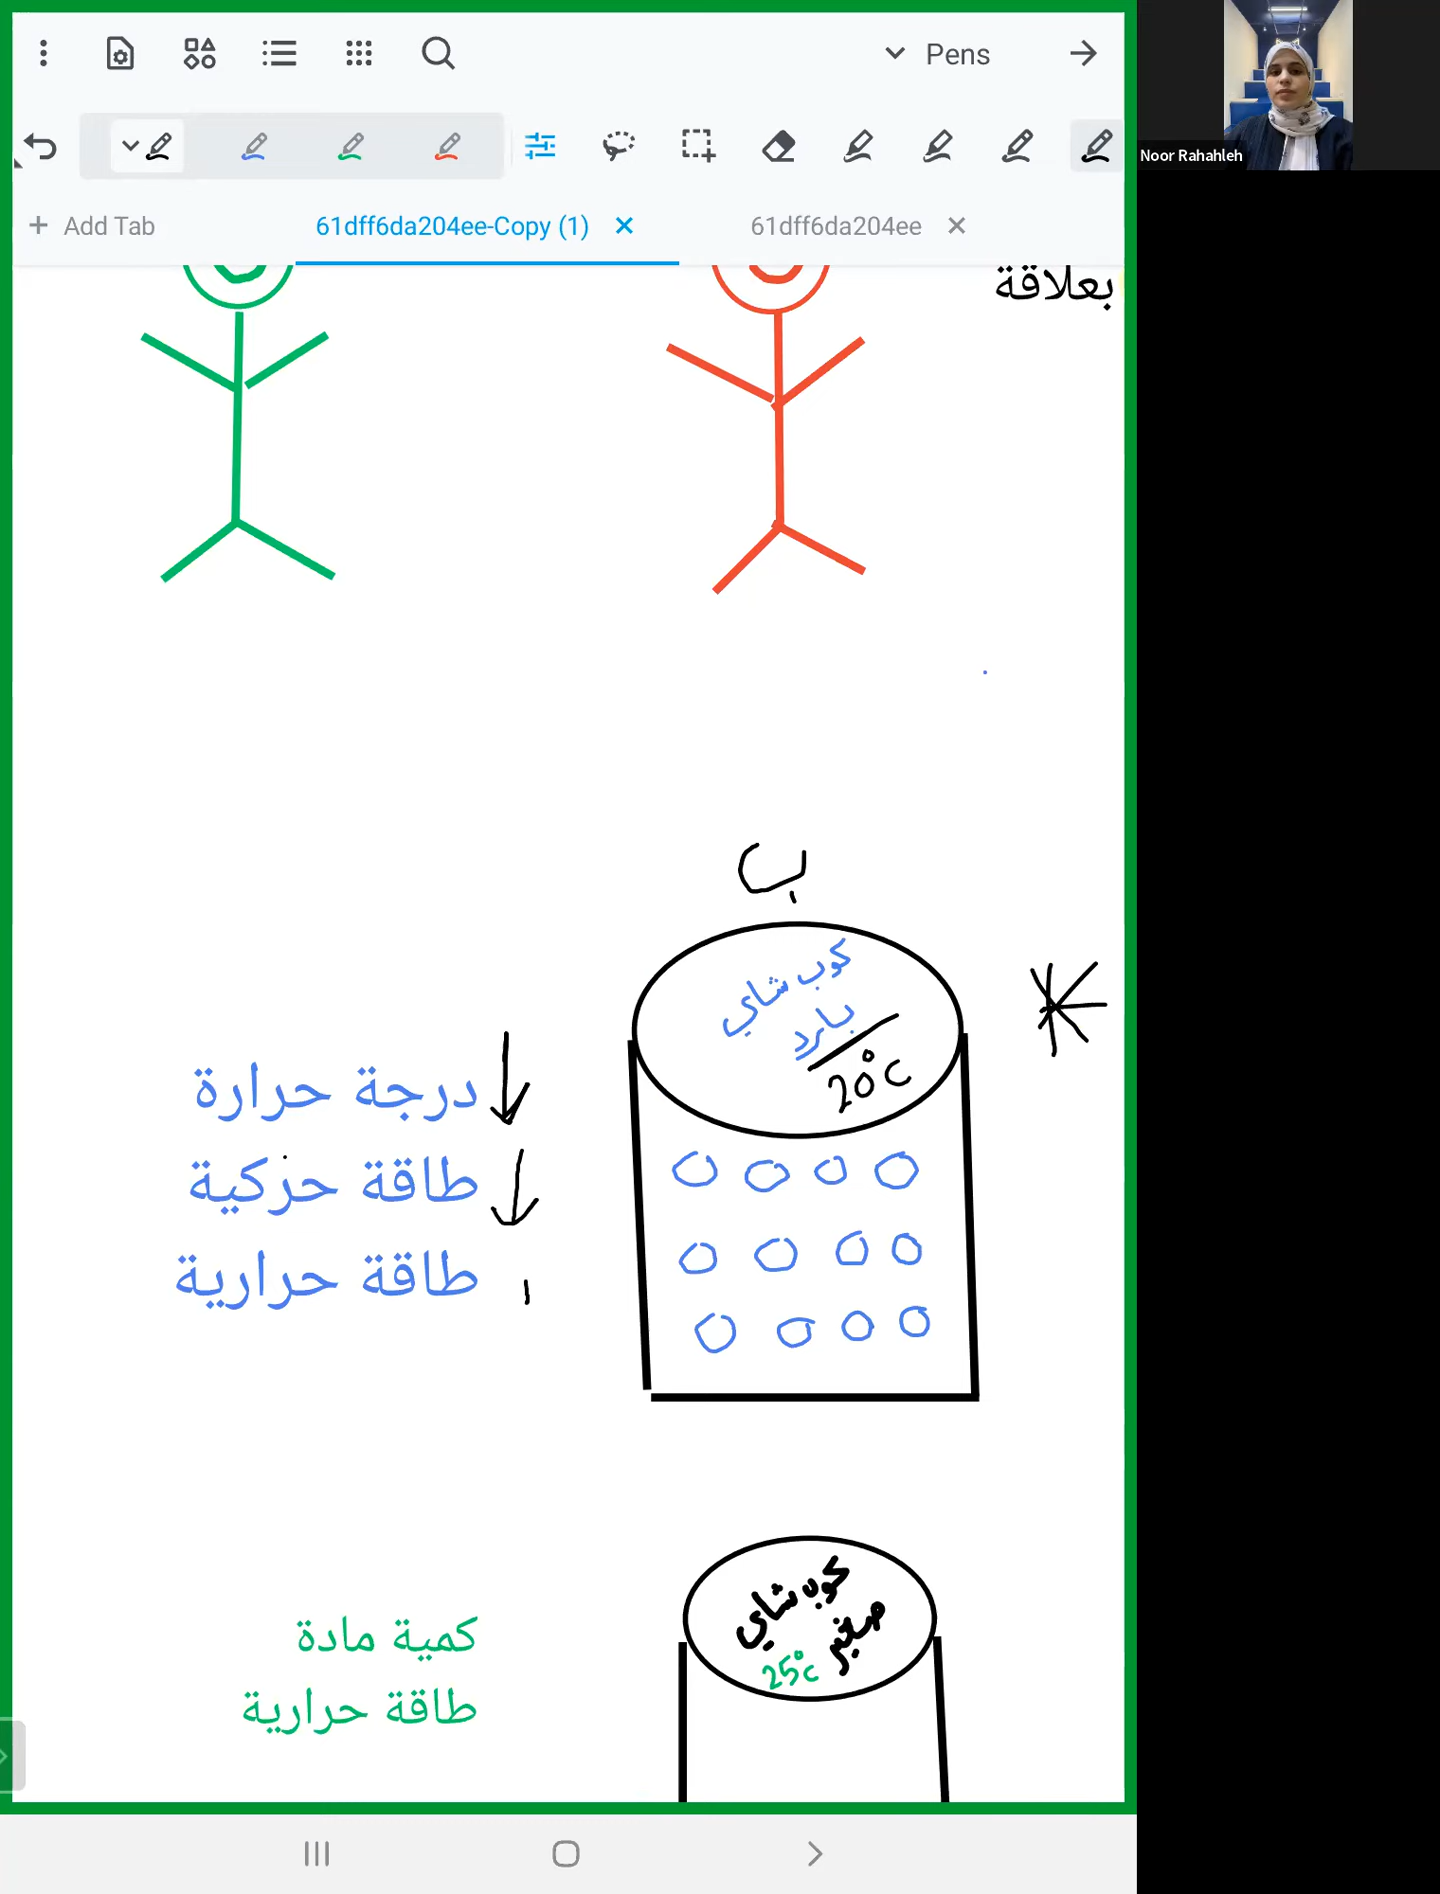 Pens
Noor Rahahleh
Add Tab
61dff6da204ee-Copy (1)
61dff6da204ee
بعلاقة
ب
كوب شاي
بارد
20°C
درجة حرارة
طاقة حركية
طاقة حرارية
كوب شاي
صغير
25°C
كمية مادة
طاقة حرارية